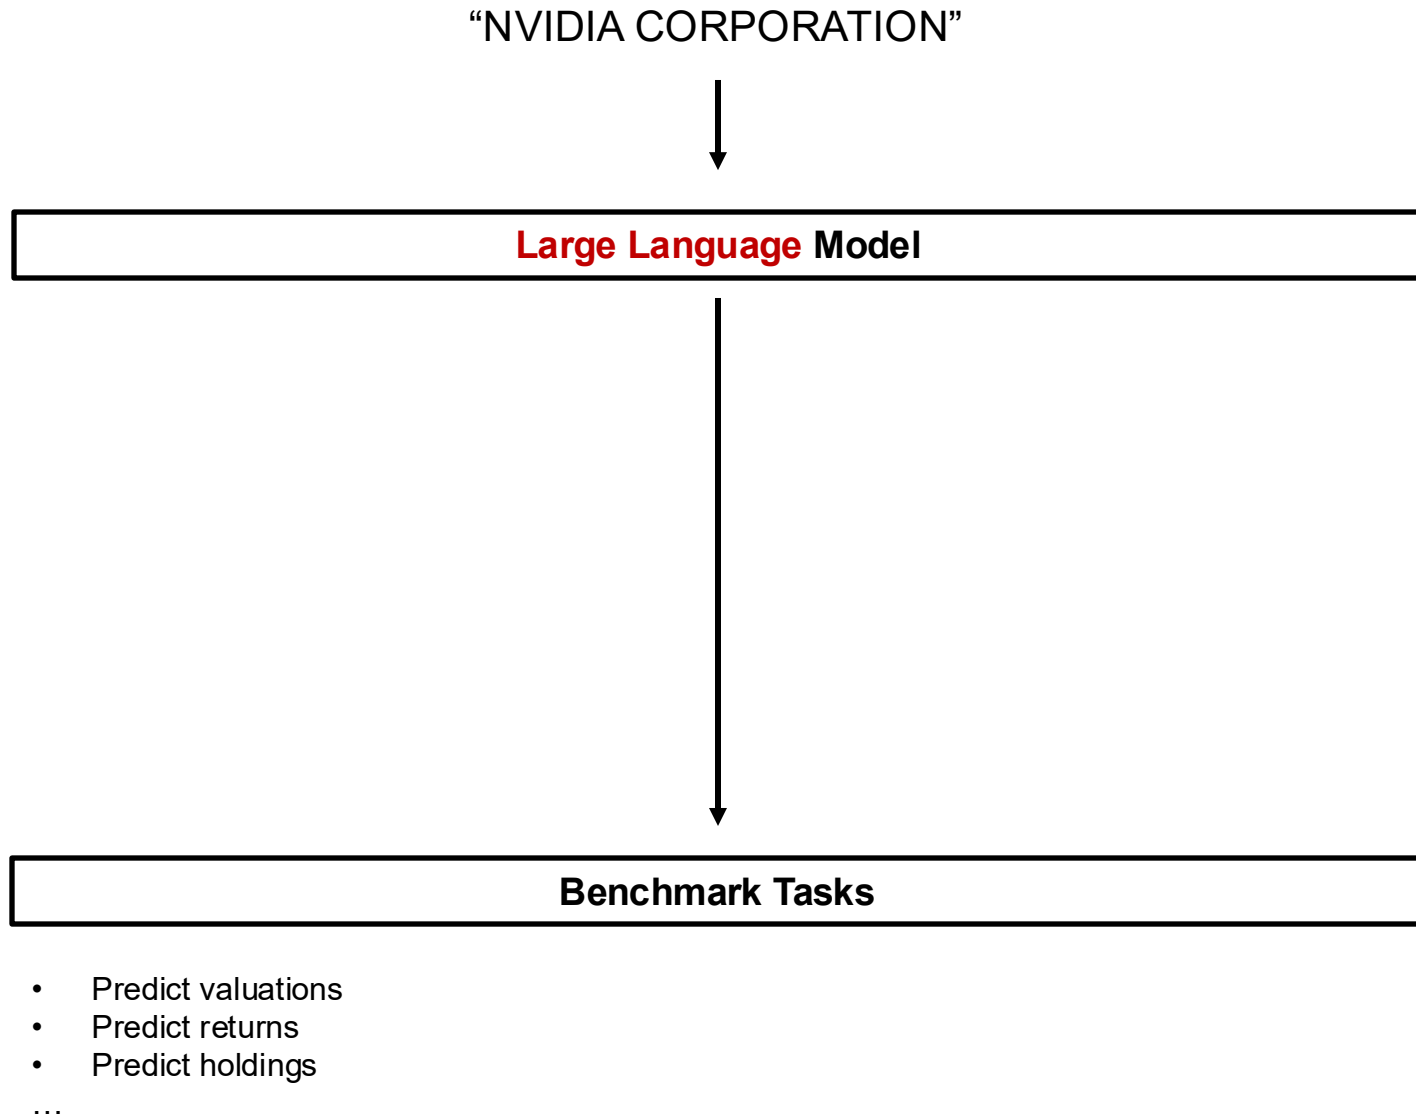 “NVIDIA CORPORATION”
Large Language Model
Benchmark Tasks
• Predict valuations
• Predict returns
• Predict holdings
...